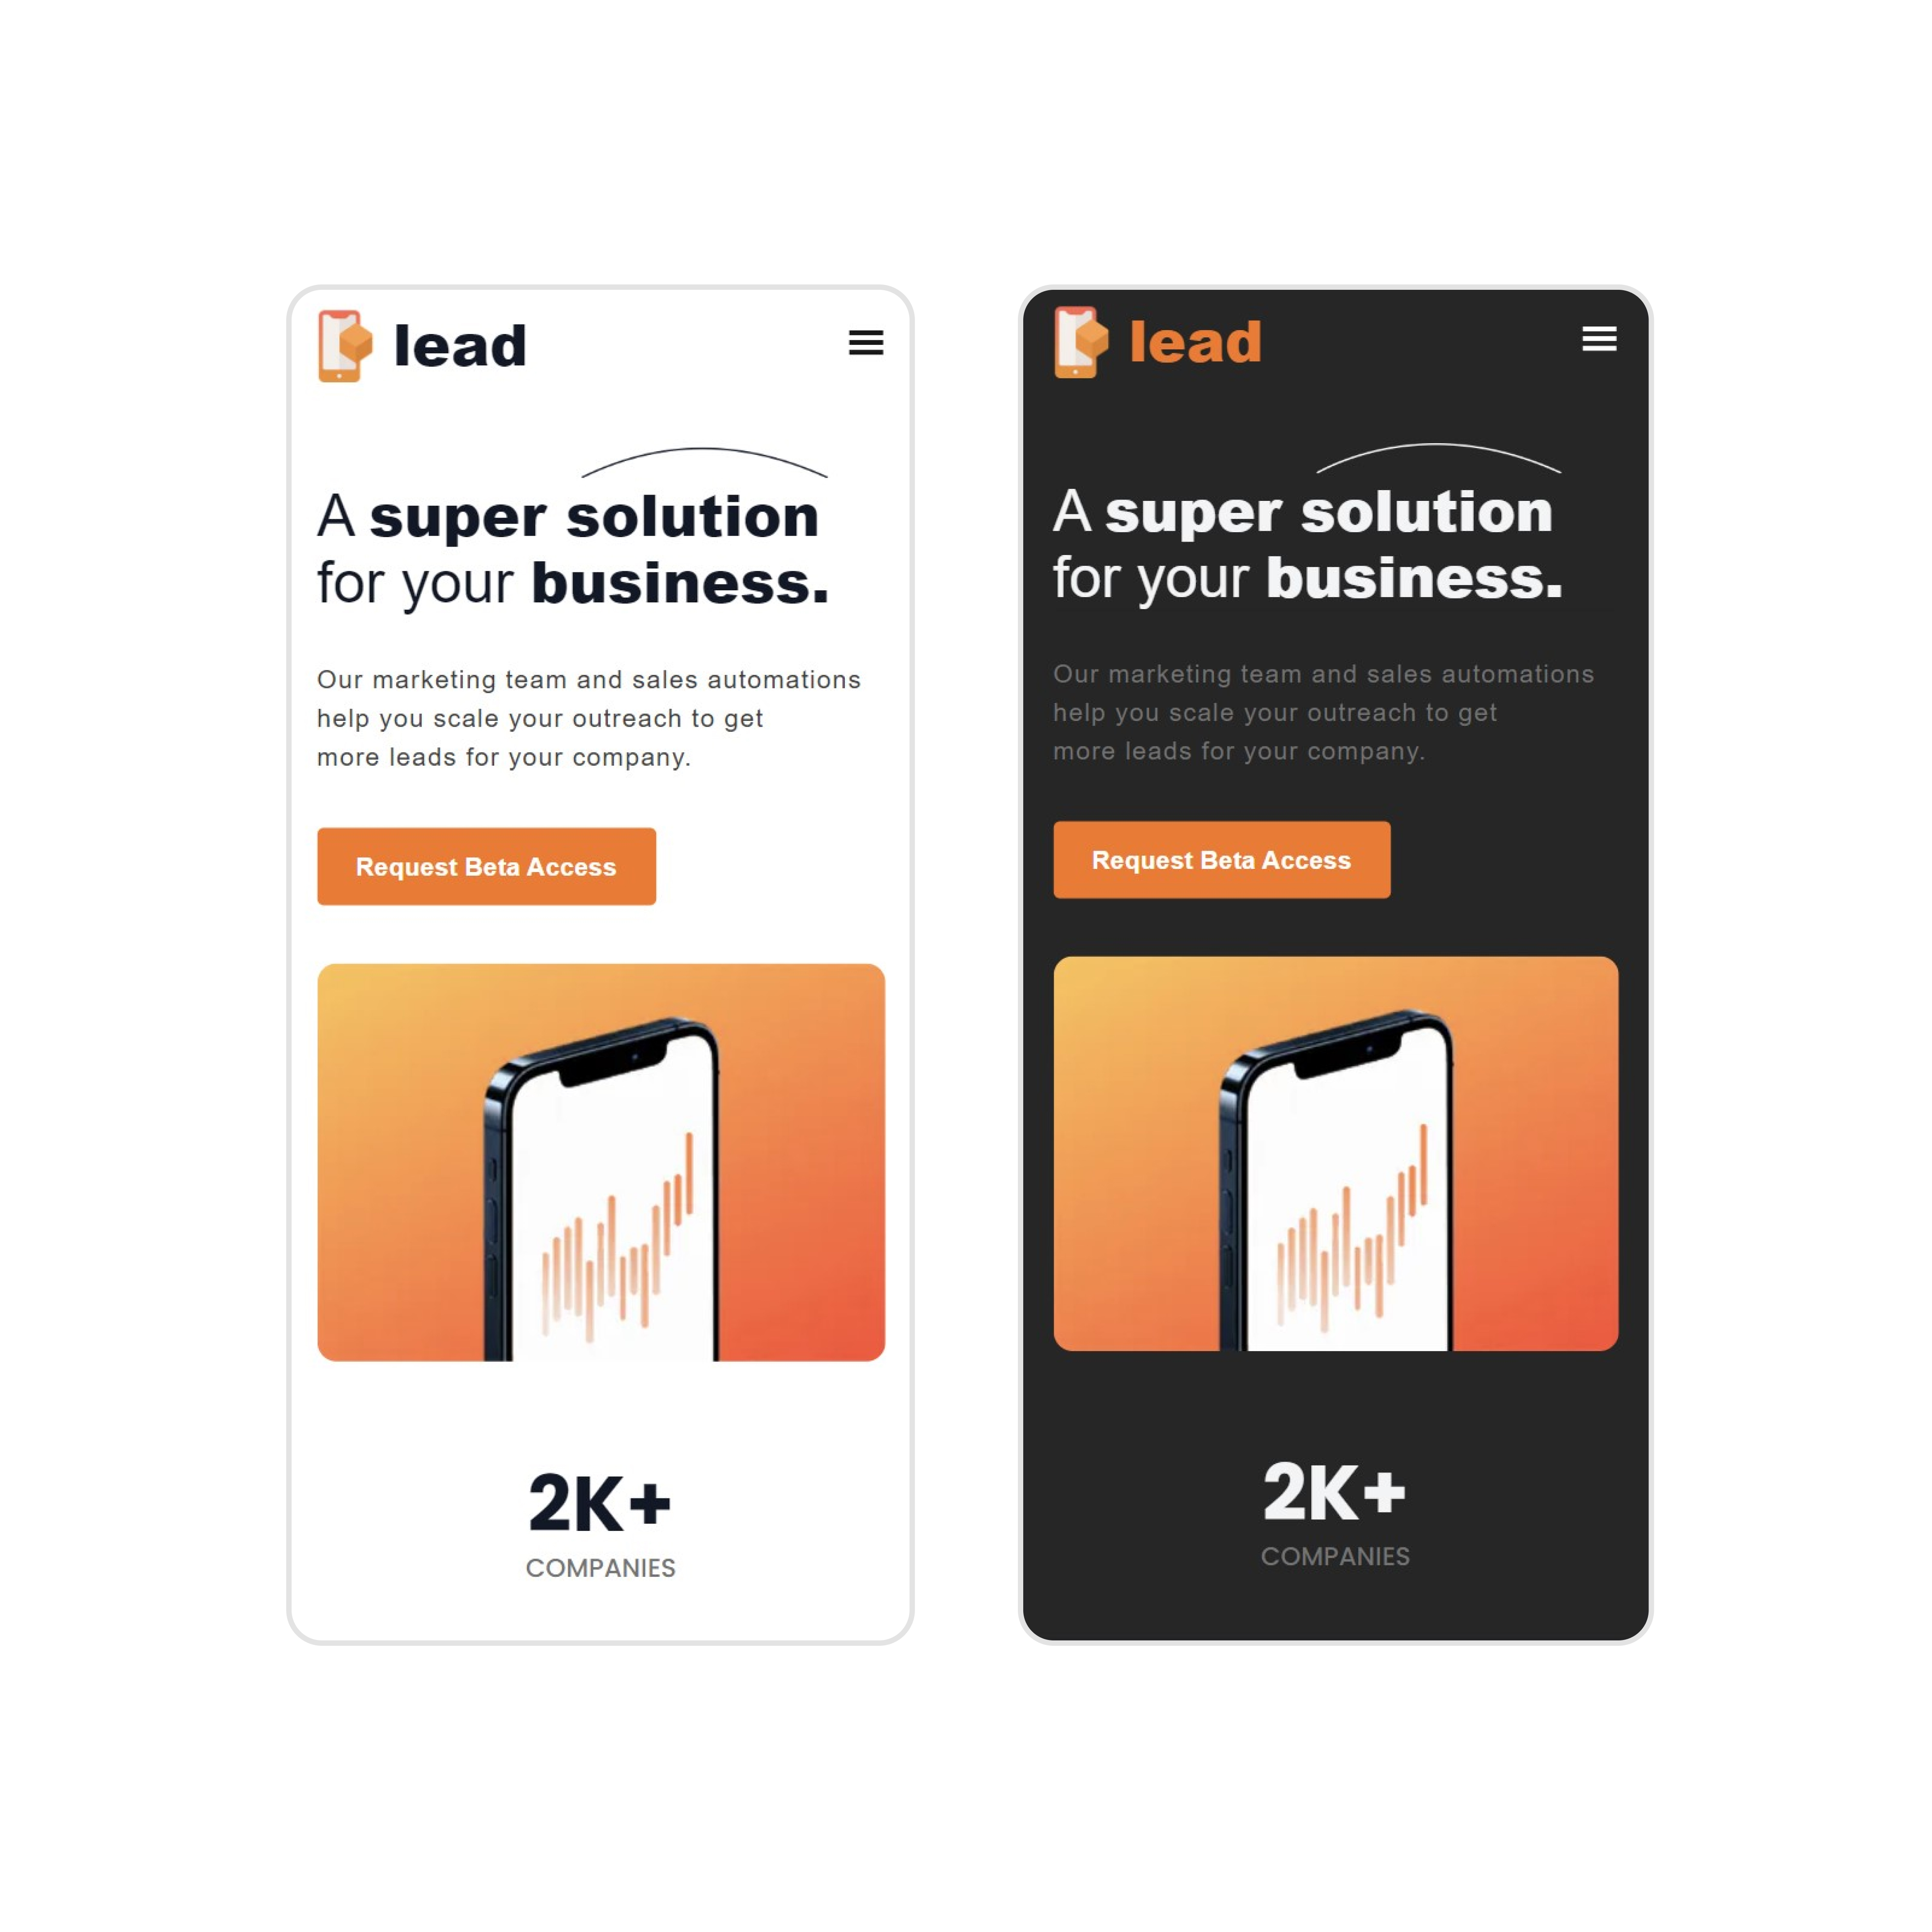 lead
A super solution
for your business.
Our marketing team and sales automations
help you scale your outreach to get
more leads for your company.
Request Beta Access
2K+
COMPANIES
lead
A super solution
for your business.
Our marketing team and sales automations
help you scale your outreach to get
more leads for your company.
Request Beta Access
2K+
COMPANIES